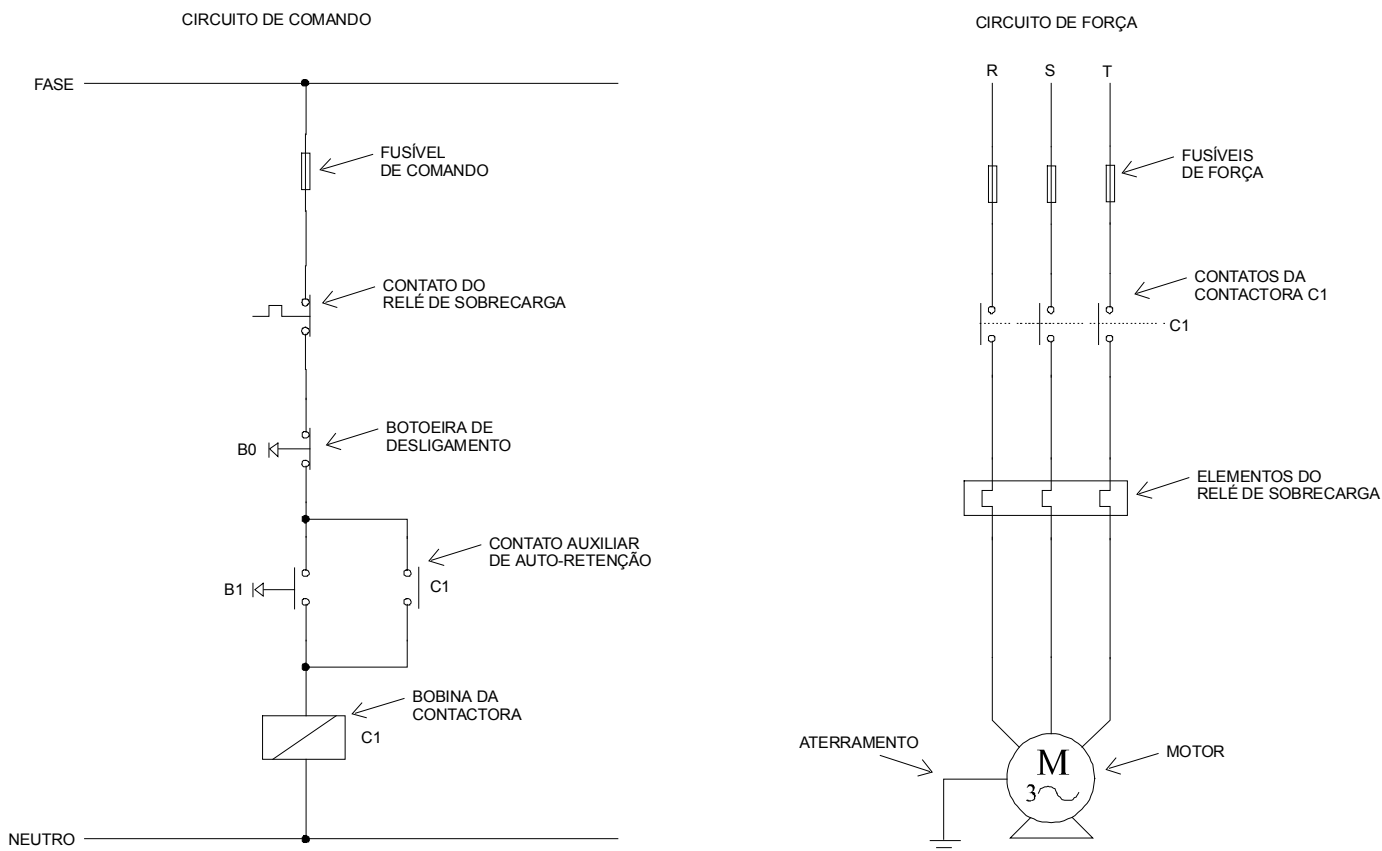 CIRCUITO DE COMANDO
FASE
FUSÍVEL
DE COMANDO
CONTATO DO
RELÉ DE SOBRECARGA
B0
BOTOEIRA DE
DESLIGAMENTO
CONTATO AUXILIAR
DE AUTO-RETENÇÃO
B1
C1
BOBINA DA
CONTACTORA
C1
NEUTRO
CIRCUITO DE FORÇA
R S T
FUSÍVEIS
DE FORÇA
CONTATOS DA
CONTACTORA C1
C1
ELEMENTOS DO
RELÉ DE SOBRECARGA
ATERRAMENTO
MOTOR
M
3